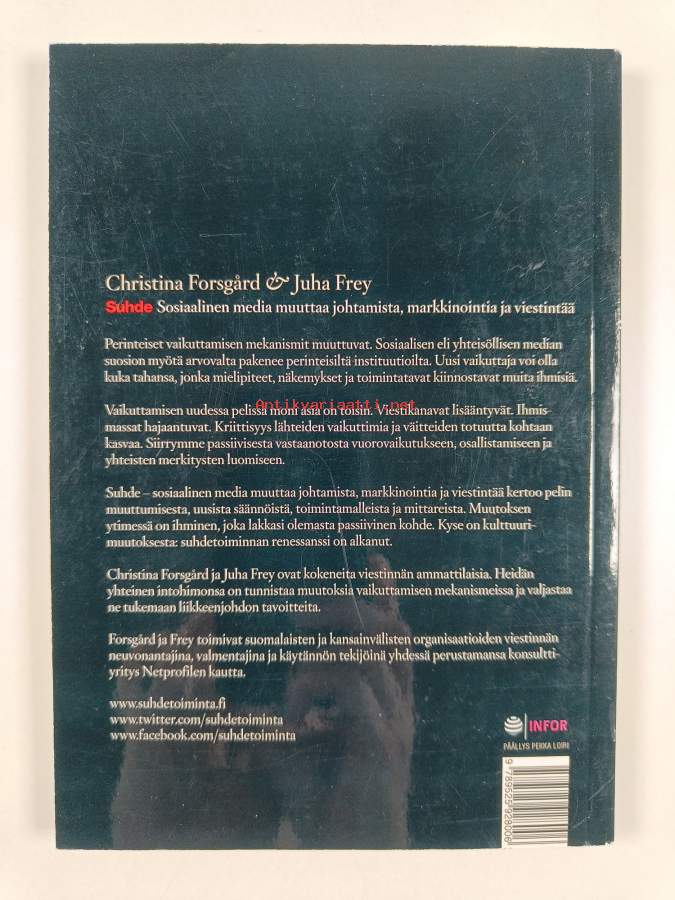 Christina Forsgård & Juha Frey
Suhde Sosiaalinen media muuttaa johtamista, markkinointia ja viestintää
Perinteiset vaikuttamisen mekanismit muuttuvat. Sosiaalisen eli yhteisöllisen median
suosion myötä arvovalta pakenee perinteisiltä instituutioilta. Uusi vaikuttaja voi olla
kuka tahansa, jonka mielipiteet, näkemykset ja toimintatavat kiinnostavat muita ihmisiä.
Antikvariaatti.net
Vaikuttamisen uudessa pelissä moni asia on toisin. Viestikanavat lisääntyvät. Ihmis-
massat hajaantuvat. Kriittisyys lähteiden vaikuttimia ja väitteiden totuutta kohtaan
kasvaa. Siirrymme passiivisesta vastaanotosta vuorovaikutukseen, osallistamiseen ja
yhteisten merkitysten luomiseen.
Suhde – sosiaalinen media muuttaa johtamista, markkinointia ja viestintää kertoo pelin
muuttumisesta, uusista säännöistä, toimintamalleista ja mittareista. Muutoksen
ytimessä on ihminen, joka lakkasi olemasta passiivinen kohde. Kyse on kulttuuri-
muutoksesta: suhdetoiminnan renessanssi on alkanut.
Christina Forsgård ja Juha Frey ovat kokeneita viestinnän ammattilaisia. Heidän
yhteinen intohimonsa on tunnistaa muutoksia vaikuttamisen mekanismeissa ja valjastaa
ne tukemaan liikkeenjohdon tavoitteita.
Forsgård ja Frey toimivat suomalaisten ja kansainvälisten organisaatioiden viestinnän
neuvonantajina, valmentajina ja käytännön tekijöinä yhdessä perustamansa konsultti-
yritys Netprofilen kautta.
www.suhdetoiminta.fi
www.twitter.com/suhdetoiminta
www.facebook.com/suhdetoiminta
INFOR
PÄÄLLYS PEKKA LOIRI
9 789525 928006